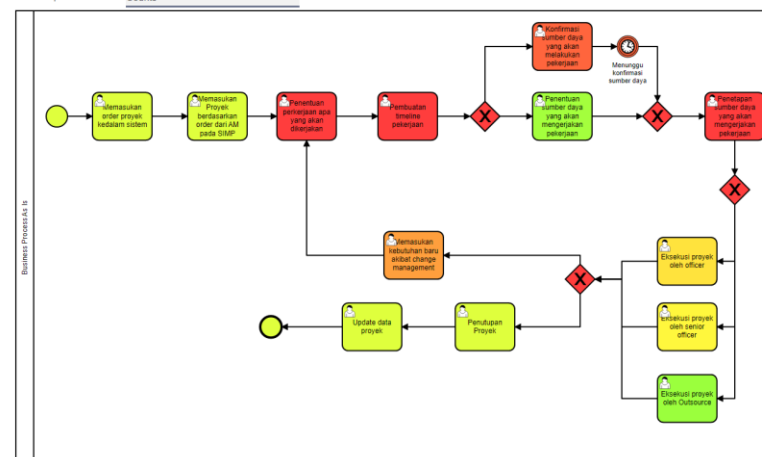 Business Process As Is
Memasukan
order proyek
kedalam sistem
Memasukan
Proyek
berdasarkan
order dari AM
pada SIMP
Penentuan
perkerjaan apa
yang akan
dikerjakan
Pembuatan
timeline
pekerjaan
Konfirmasi
sumber daya
yang akan
melakukan
pekerjaan
Menunggu
konfimasi
sumber daya
Penentuan
sumber daya
yang akan
mengerjakan
pekerjaan
Penetapan
sumber daya
yang akan
mengerjakan
pekerjaan
Memasukan
kebutuhan baru
akibat change
management
Eksekusi proyek
oleh officer
Update data
proyek
Penutupan
Proyek
Eksekusi proyek
oleh senior
officer
Eksekusi proyek
oleh Outsource